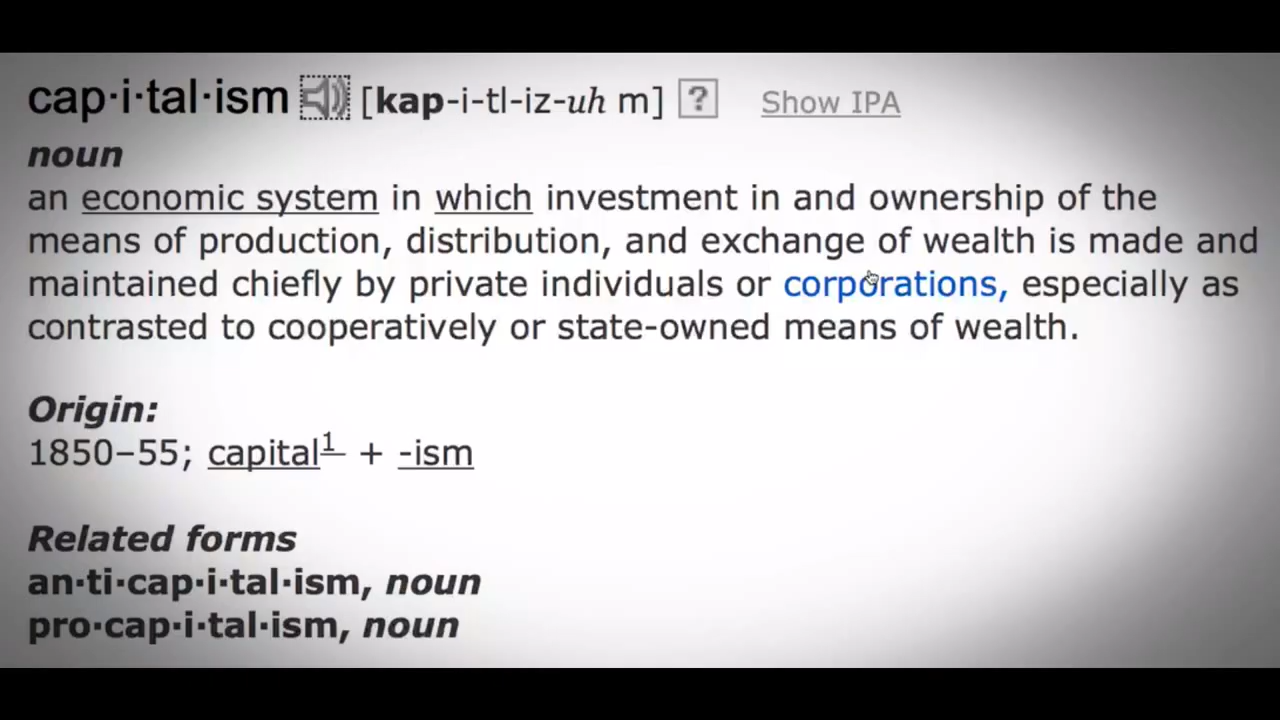 cap·i·tal·ism [kap-i-tl-iz-uh m] ? Show IPA
noun
an economic system in which investment in and ownership of the
means of production, distribution, and exchange of wealth is made and
maintained chiefly by private individuals or corporations, especially as
contrasted to cooperatively or state-owned means of wealth.
Origin:
1850–55; capital1 + -ism
Related forms
an·ti·cap·i·tal·ism, noun
pro·cap·i·tal·ism, noun